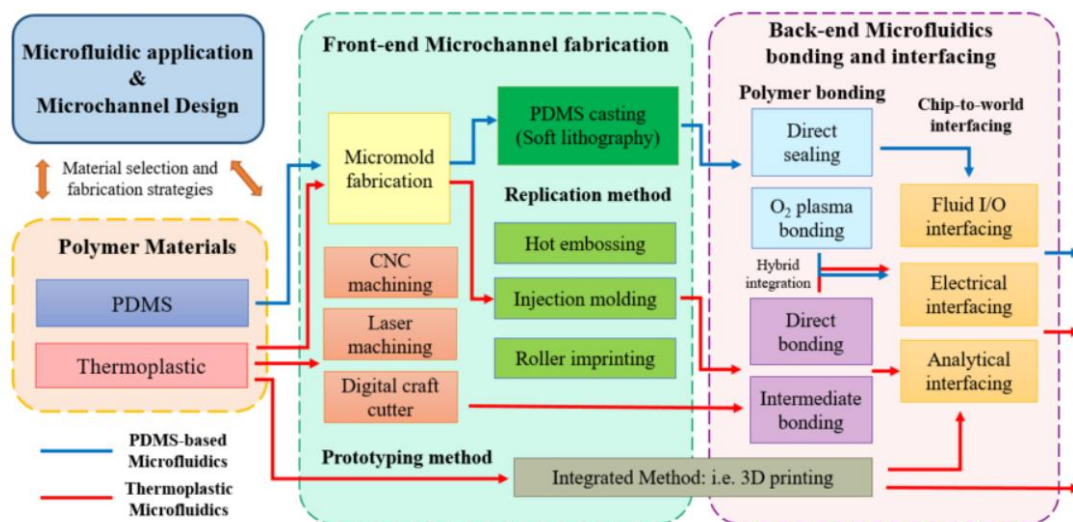 Microfluidic application
&
Microchannel Design
Material selection and
fabrication strategies
Polymer Materials
PDMS
Thermoplastic
PDMS-based
Microfluidics
Thermoplastic
Microfluidics
Front-end Microchannel fabrication
Micromold
fabrication
PDMS casting
(Soft lithography)
Replication method
Hot embossing
Injection molding
Roller imprinting
CNC
machining
Laser
machining
Digital craft
cutter
Prototyping method
Integrated Method: i.e. 3D printing
Back-end Microfluidics
bonding and interfacing
Polymer bonding
Direct
sealing
O₂ plasma
bonding
Hybrid
integration
Direct
bonding
Intermediate
bonding
Chip-to-world
interfacing
Fluid I/O
interfacing
Electrical
interfacing
Analytical
interfacing